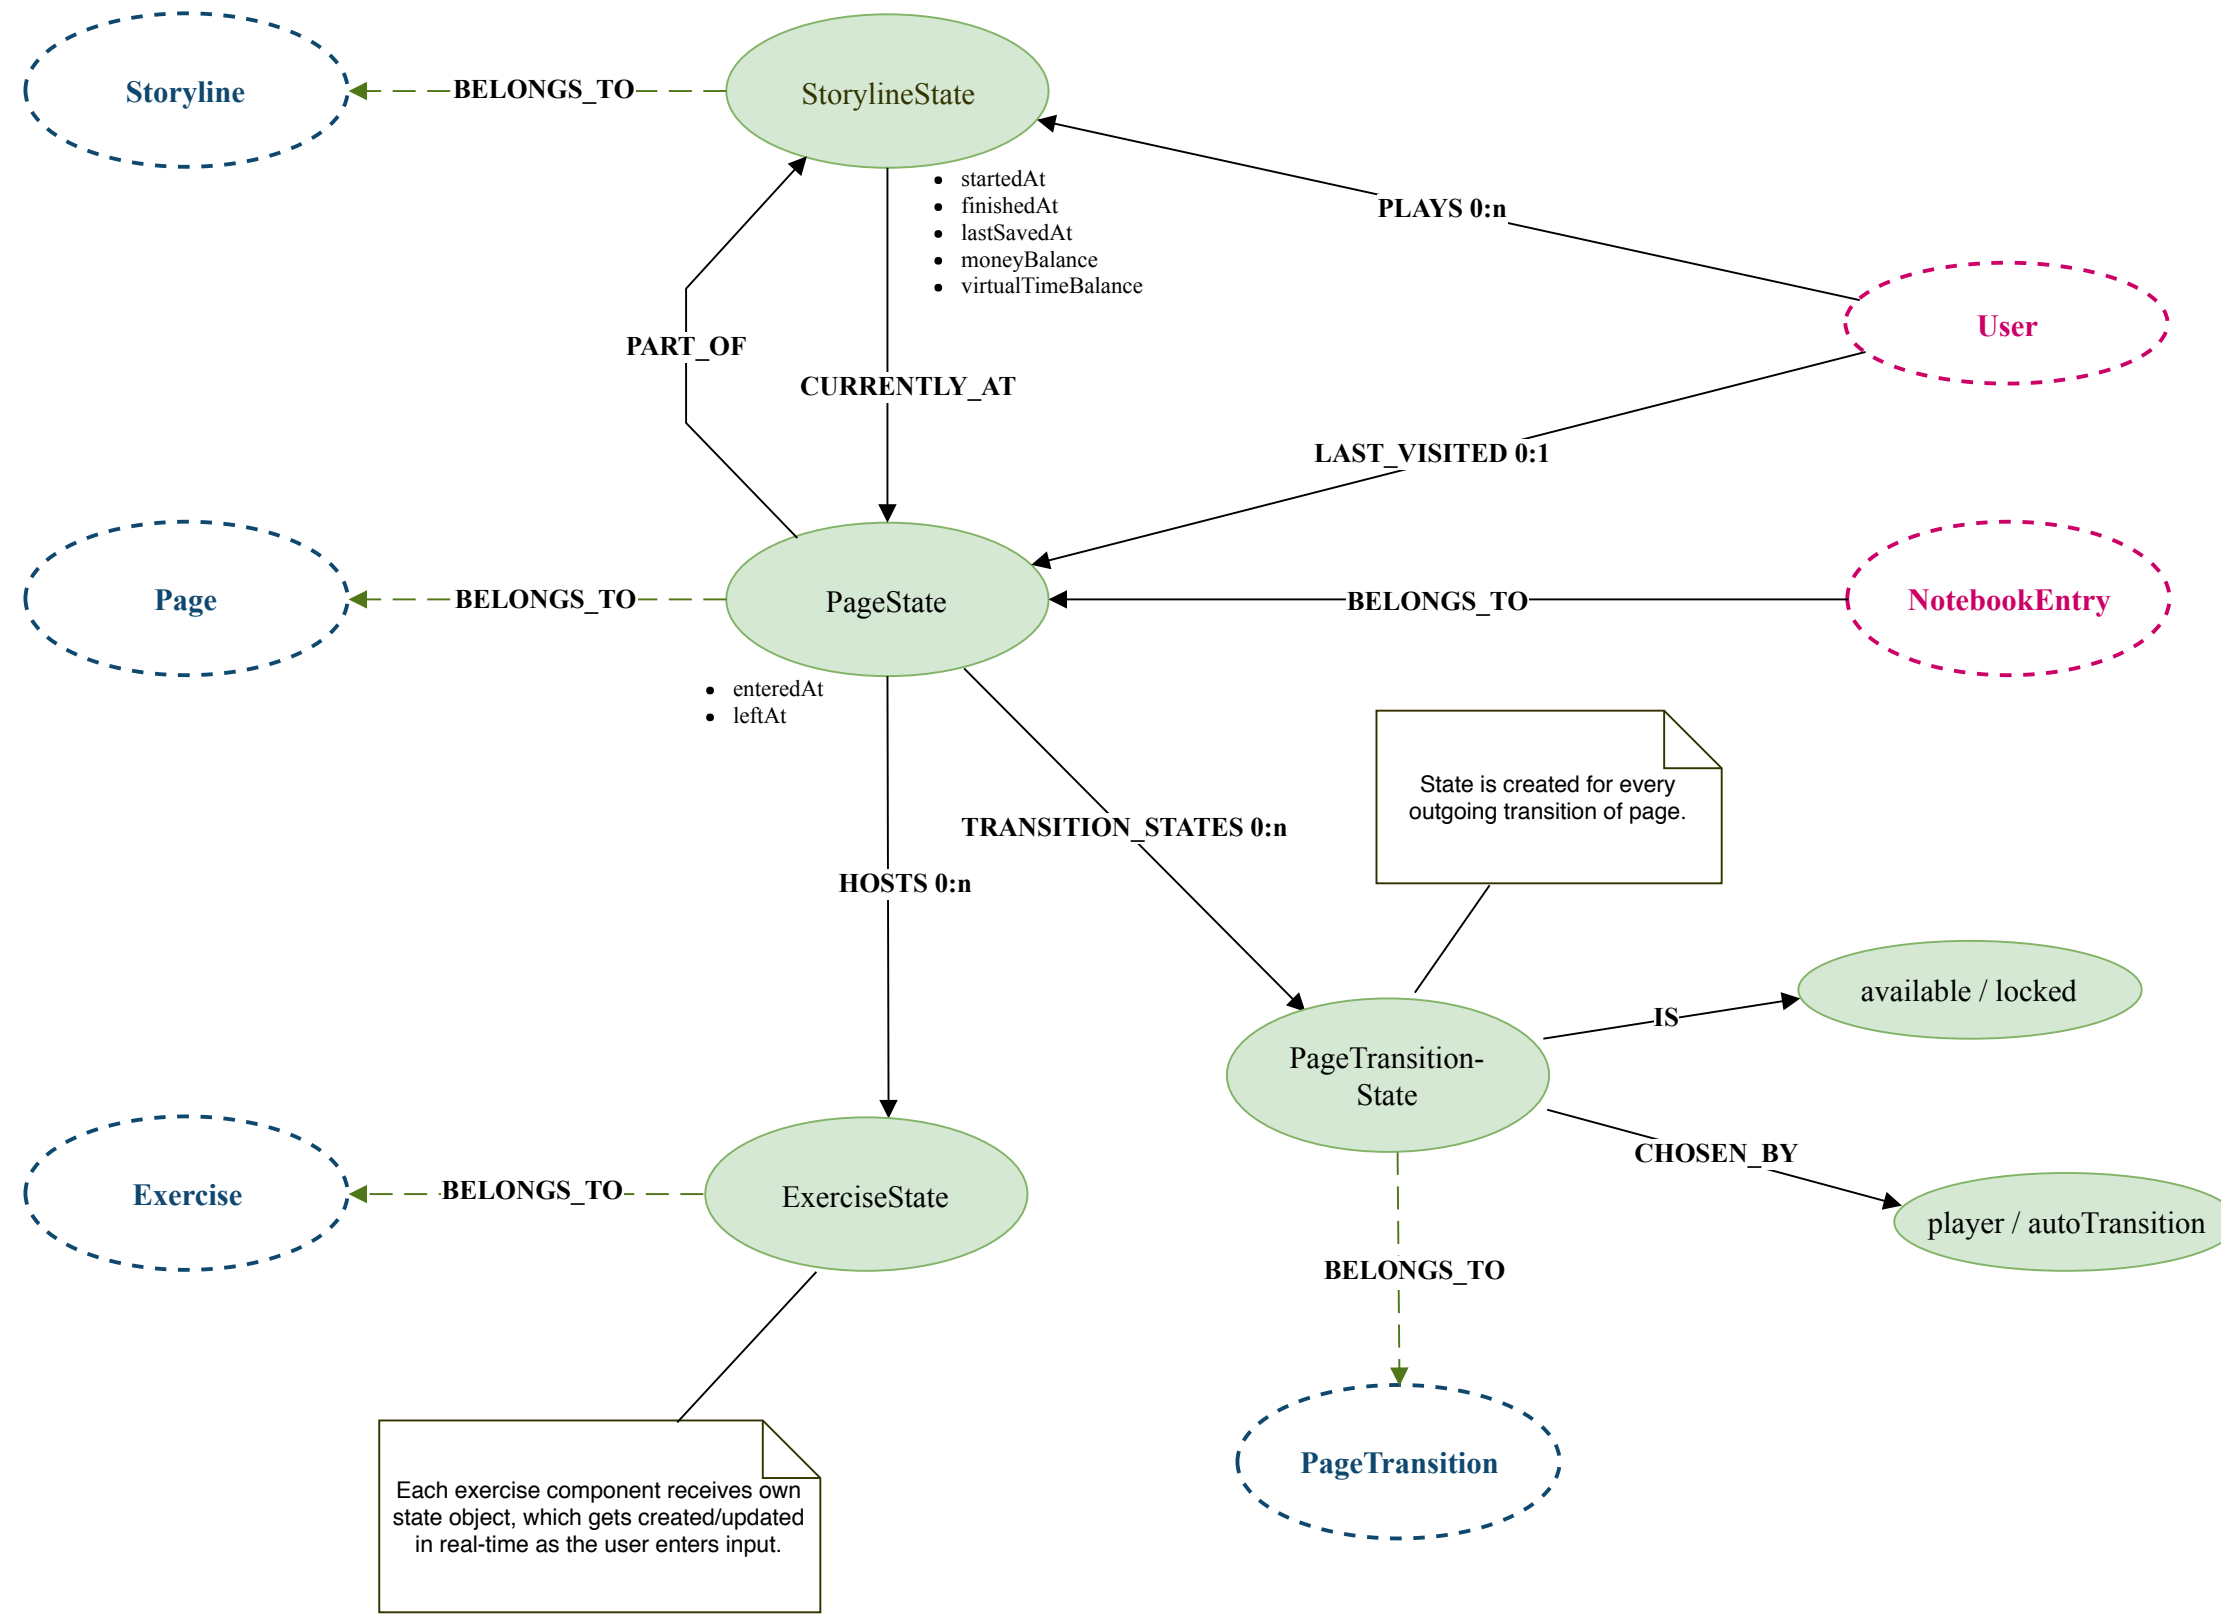 Storyline
BELONGS_TO
StorylineState
startedAt
finishedAt
lastSavedAt
moneyBalance
virtualTimeBalance
PLAYS 0:n
User
PART_OF
CURRENTLY_AT
LAST_VISITED 0:1
Page
BELONGS_TO
PageState
BELONGS_TO
NotebookEntry
enteredAt
leftAt
State is created for every
outgoing transition of page.
TRANSITION_STATES 0:n
HOSTS 0:n
available / locked
IS
PageTransition-
State
CHOSEN_BY
player / autoTransition
Exercise
BELONGS_TO
ExerciseState
BELONGS_TO
PageTransition
Each exercise component receives own
state object, which gets created/updated
in real-time as the user enters input.